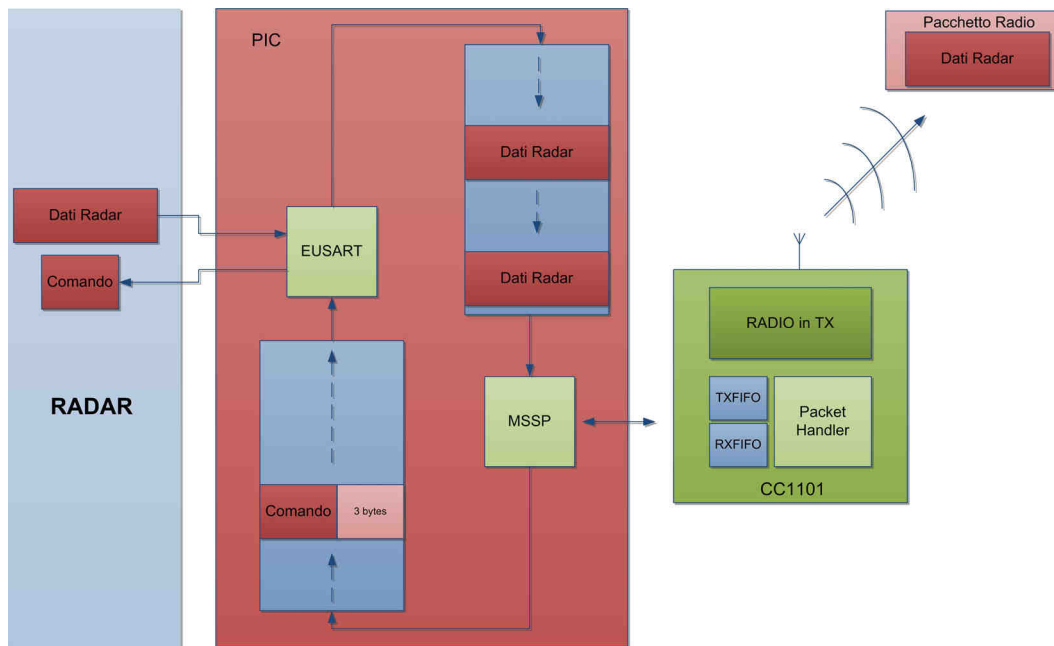 PIC
Pacchetto Radio
Dati Radar
Dati Radar
Dati Radar
EUSART
Comando
Dati Radar
RADIO in TX
RADAR
MSSP
TXFIFO
Packet
Handler
RXFIFO
CC1101
Comando
3 bytes